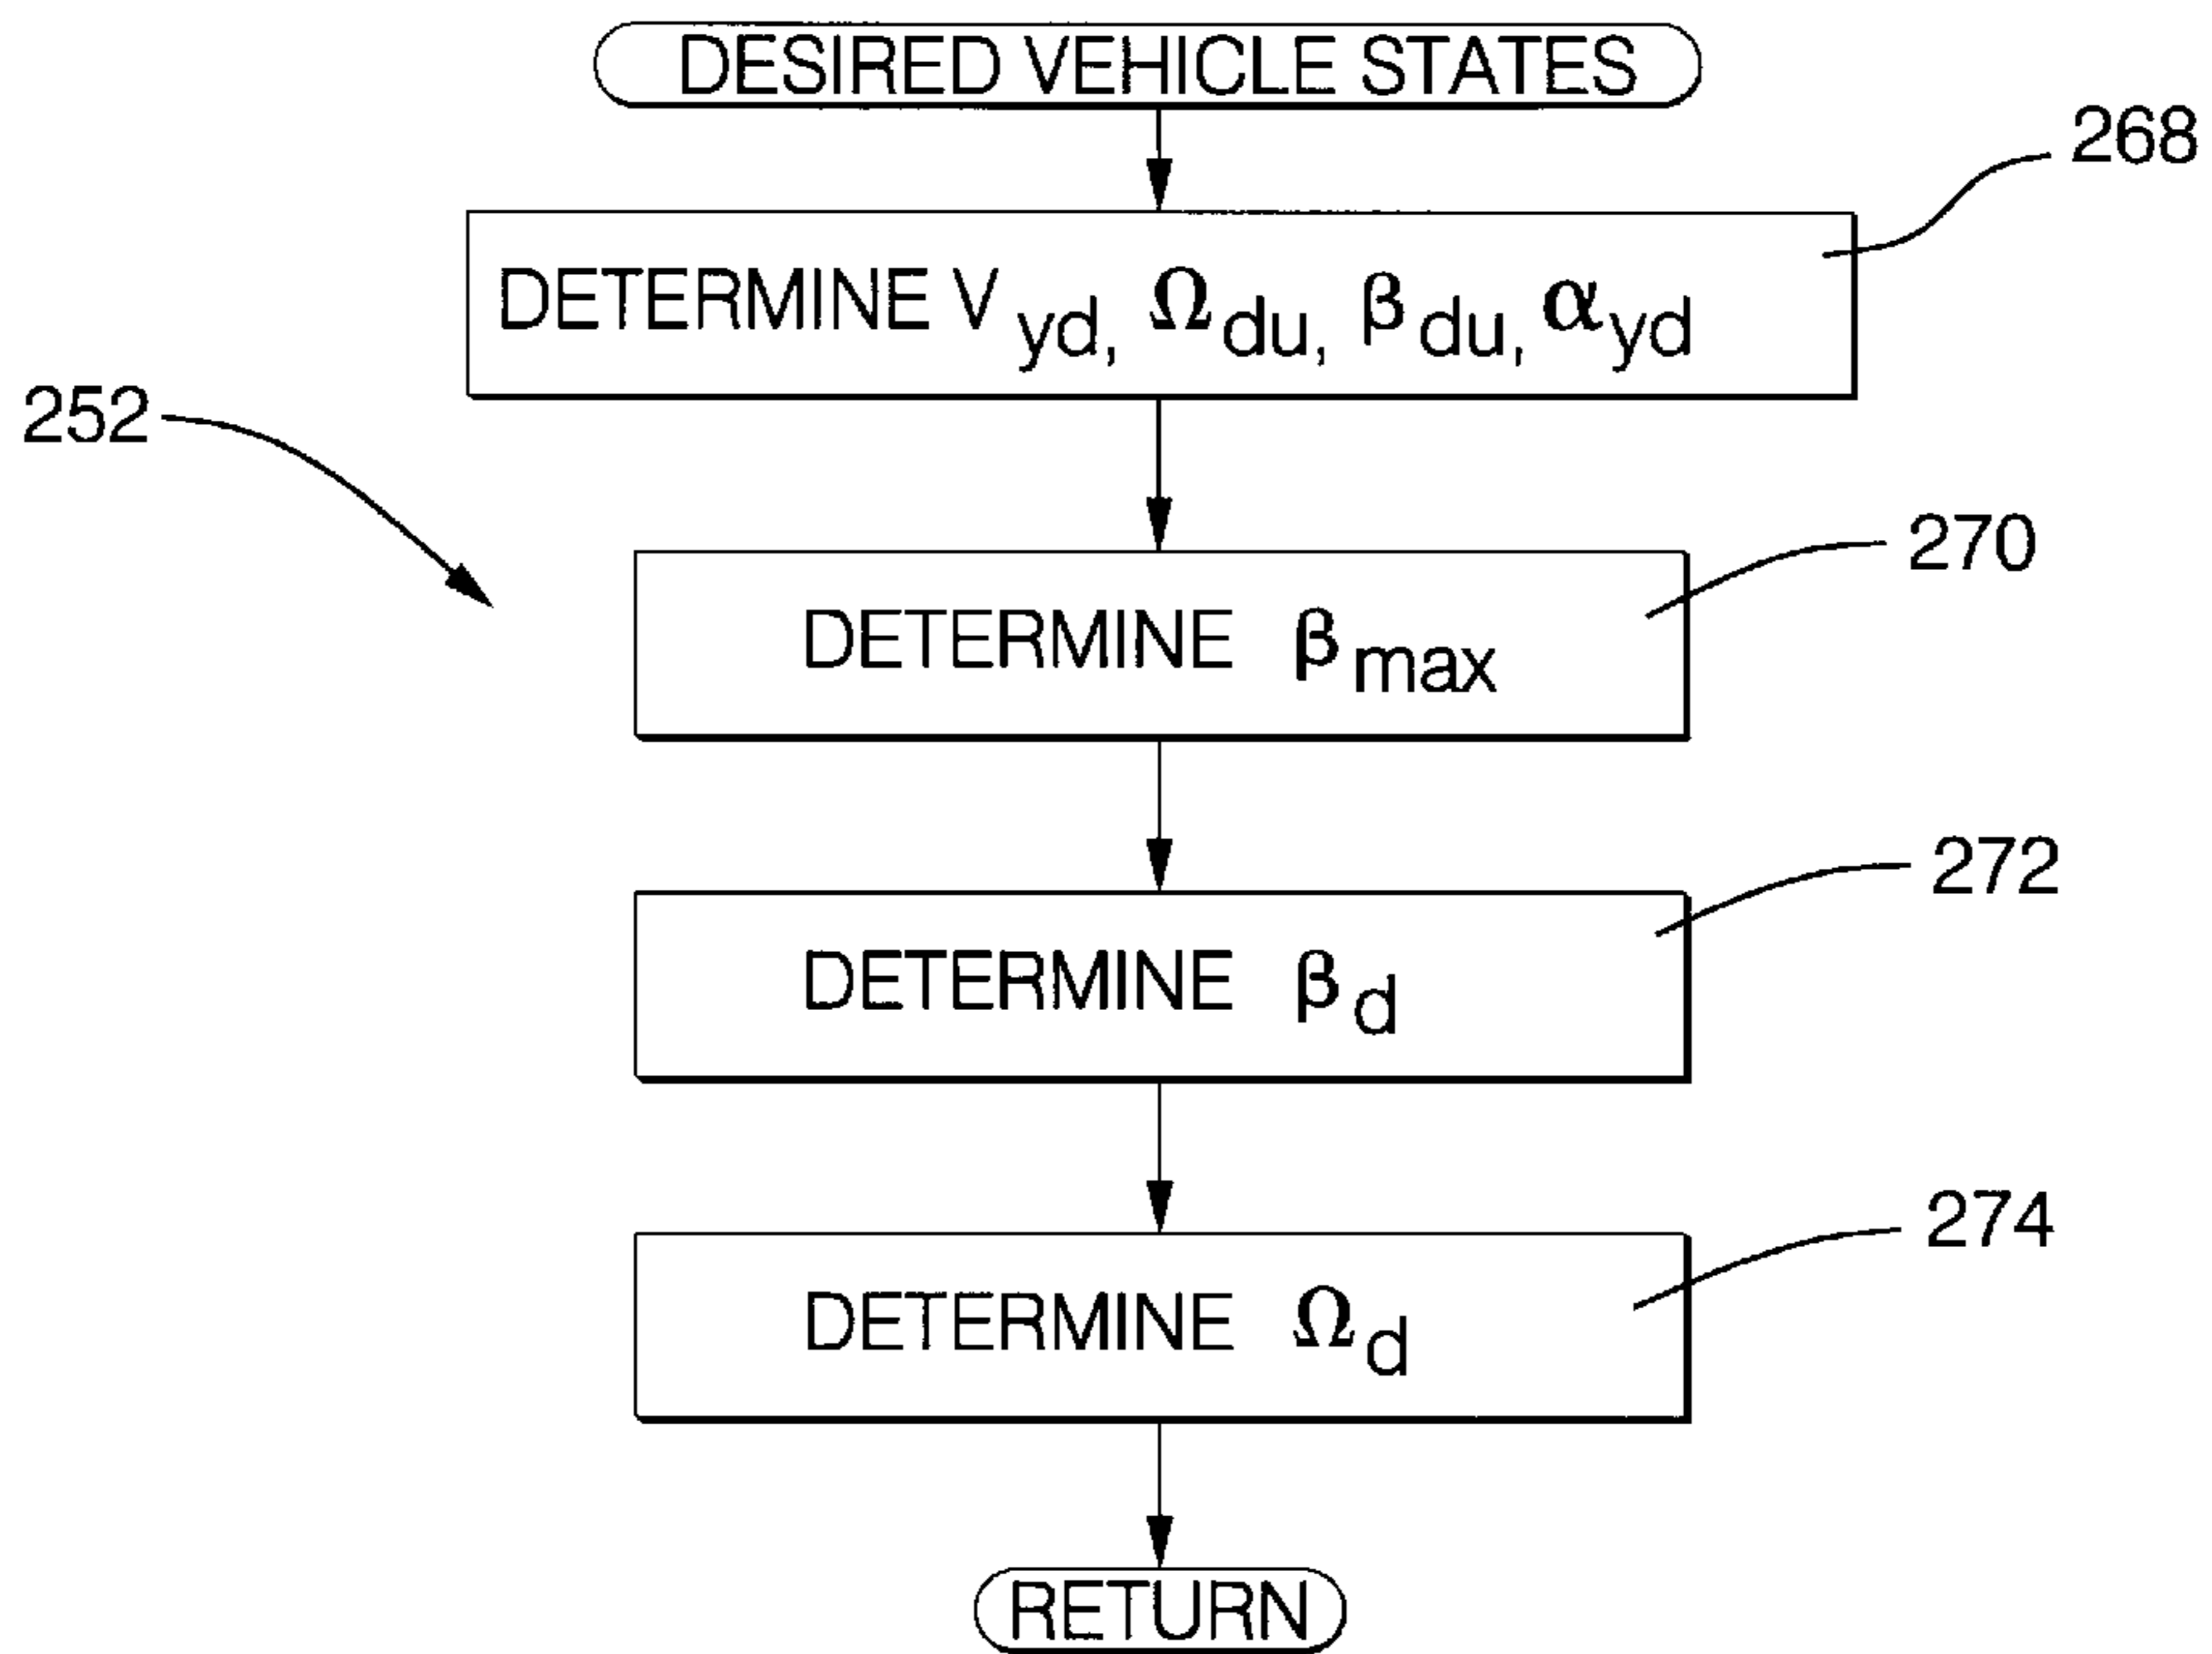 DESIRED VEHICLE STATES
268
DETERMINE V yd, Ω du, β du, α yd
252
270
DETERMINE β max
272
DETERMINE β d
274
DETERMINE Ω d
RETURN